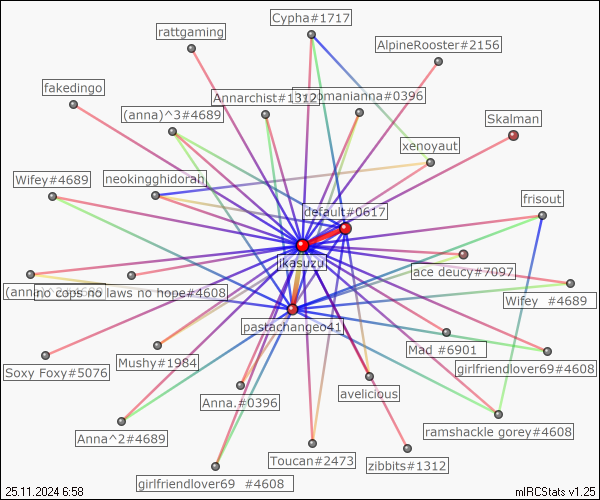 Cypha#1717
rattgaming
AlpineRooster#2156
fakedingo
Annarchist#1312
omanianna#0396
(anna)^3#4689
Skalman
xenoyaut
Wifey#4689
neokingghidorah
frisout
default#0617
ikasuzu
ace deucy#7097
(anna)
no cops no laws no hope#4608
Wifey #4689
pastachangeo41
Mad #6901
Mushy#1984
Soxy Foxy#5076
girlfriendlover69#4608
avelicious
Anna.#0396
Anna^2#4689
ramshackle gorey#4608
Toucan#2473
zibbits#1312
girlfriendlover69 #4608
25.11.2024 6:58
mIRCStats v1.25